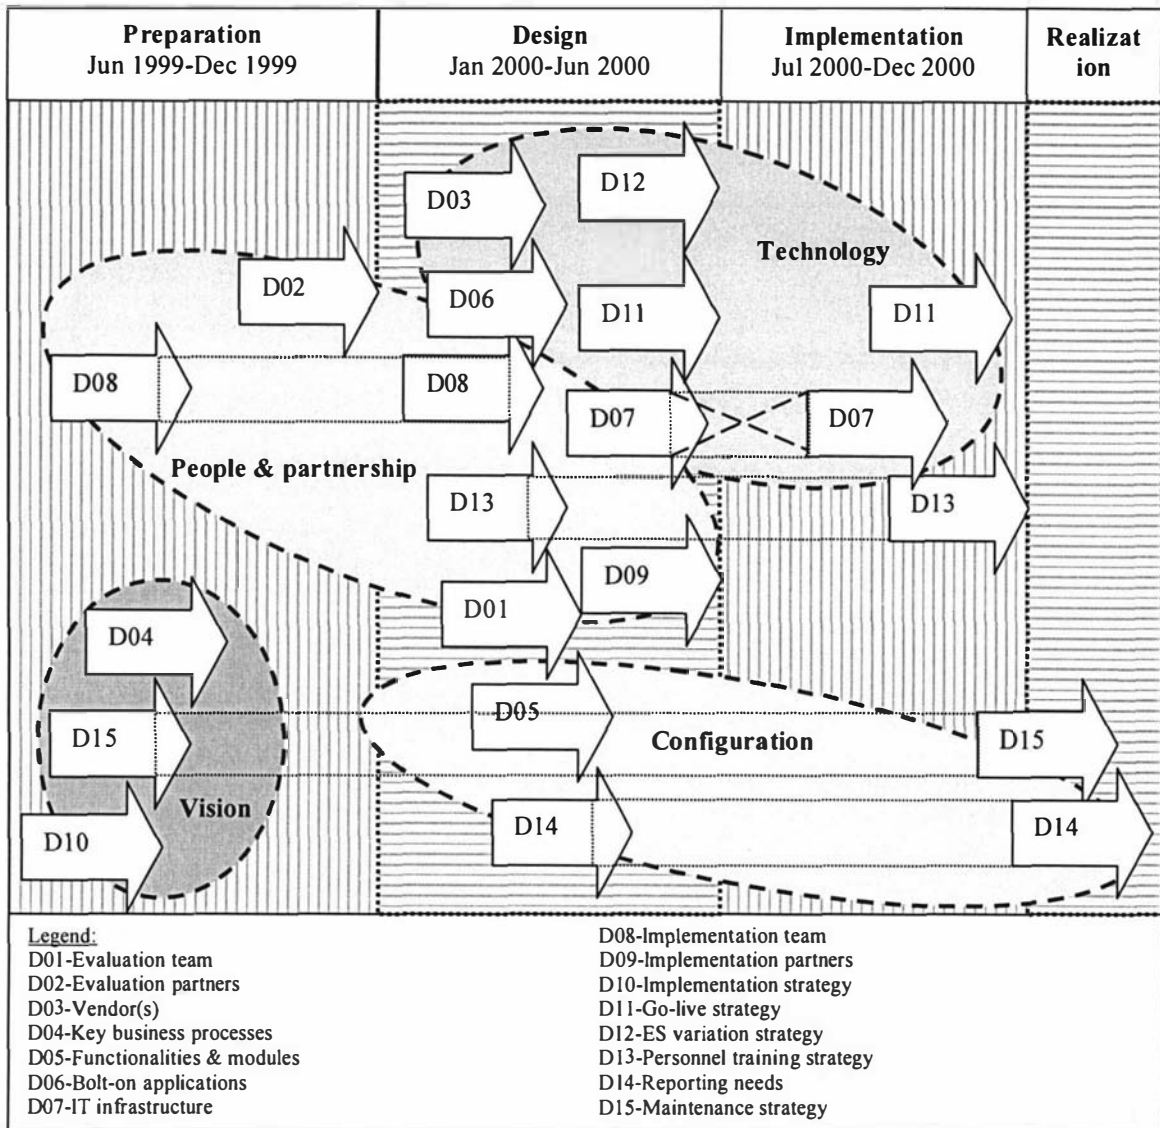 Preparation
Jun 1999-Dec 1999
Design
Jan 2000-Jun 2000
Implementation
Jul 2000-Dec 2000
Realizat
ion
D03
D12
Technology
D02
D06
D11
D11
D08
D08
D07
D07
People & partnership
D13
D13
D09
D01
D04
D05
D15
Configuration
D15
Vision
D14
D14
D10
Legend:
D01-Evaluation team
D02-Evaluation partners
D03-Vendor(s)
D04-Key business processes
D05-Functionalities & modules
D06-Bolt-on applications
D07-IT infrastructure
D08-Implementation team
D09-Implementation partners
D10-Implementation strategy
D11-Go-live strategy
D12-ES variation strategy
D13-Personnel training strategy
D14-Reporting needs
D15-Maintenance strategy